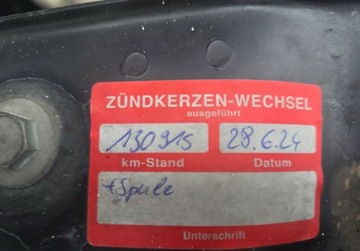 ZÜNDKERZEN-WECHSEL
ausgeführt
130915 28.6.24
km-Stand Datum
+Spule
Unterschrift